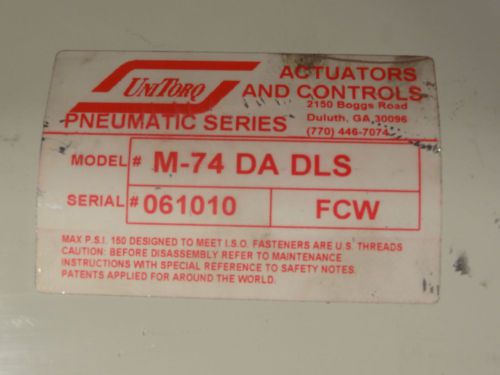 UNITORQ
ACTUATORS
AND CONTROLS
2150 Boggs Road
Duluth, GA 30096
(770) 446-7074
PNEUMATIC SERIES
MODEL # M-74 DA DLS
SERIAL # 061010 FCW
MAX P.S.I. 150 DESIGNED TO MEET I.S.O. FASTENERS ARE U.S. THREADS
CAUTION: BEFORE DISASSEMBLY REFER TO MAINTENANCE
INSTRUCTIONS WITH SPECIAL REFERENCE TO SAFETY NOTES.
PATENTS APPLIED FOR AROUND THE WORLD.